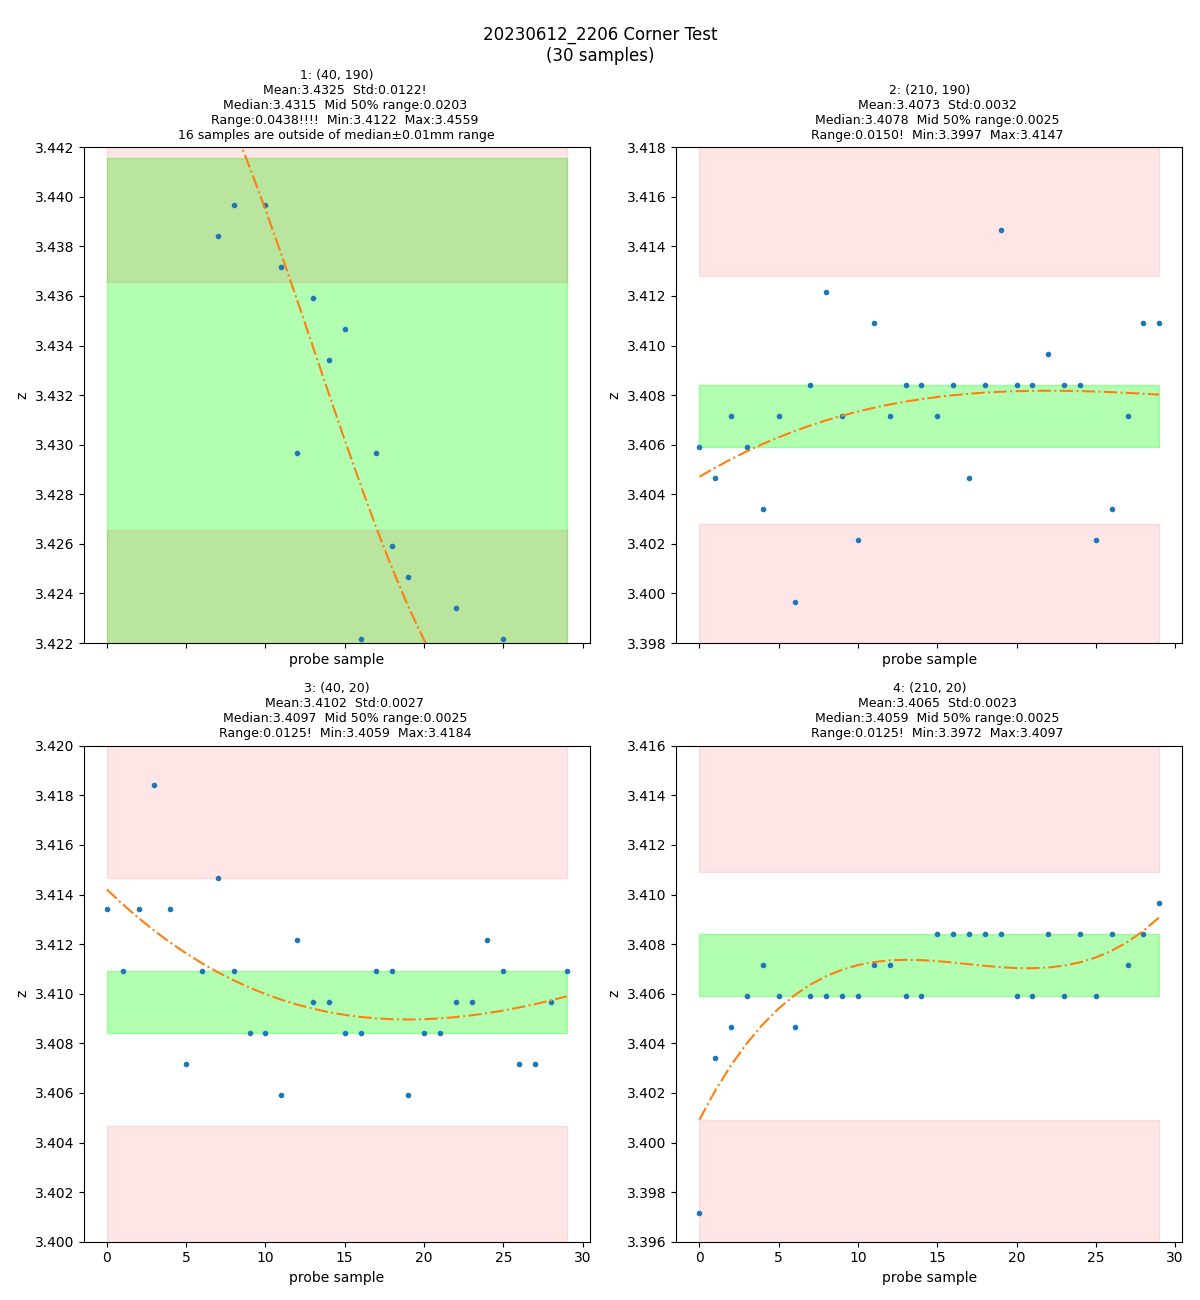 20230612_2206 Corner Test
(30 samples)
1: (40, 190)
Mean:3.4325  Std:0.0122!
Median:3.4315  Mid 50% range:0.0203
Range:0.0438!!!!  Min:3.4122  Max:3.4559
16 samples are outside of median±0.01mm range
3.442
3.440
3.438
3.436
3.434
3.432
3.430
3.428
3.426
3.424
3.422
z
probe sample
2: (210, 190)
Mean:3.4073  Std:0.0032
Median:3.4078  Mid 50% range:0.0025
Range:0.0150!  Min:3.3997  Max:3.4147
3.418
3.416
3.414
3.412
3.410
3.408
3.406
3.404
3.402
3.400
3.398
z
probe sample
3: (40, 20)
Mean:3.4102  Std:0.0027
Median:3.4097  Mid 50% range:0.0025
Range:0.0125!  Min:3.4059  Max:3.4184
3.420
3.418
3.416
3.414
3.412
3.410
3.408
3.406
3.404
3.402
3.400
z
0 5 10 15 20 25 30
probe sample
4: (210, 20)
Mean:3.4065  Std:0.0023
Median:3.4059  Mid 50% range:0.0025
Range:0.0125!  Min:3.3972  Max:3.4097
3.416
3.414
3.412
3.410
3.408
3.406
3.404
3.402
3.400
3.398
3.396
z
0 5 10 15 20 25 30
probe sample